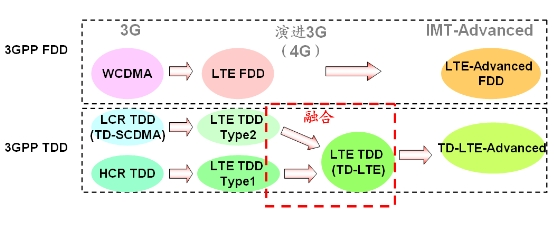 3G
演进3G
(4G)
IMT-Advanced
3GPP FDD
WCDMA
LTE FDD
LTE-Advanced
FDD
3GPP TDD
LCR TDD
(TD-SCDMA)
LTE TDD
Type2
融合
HCR TDD
LTE TDD
Type1
LTE TDD
(TD-LTE)
TD-LTE-Advanced